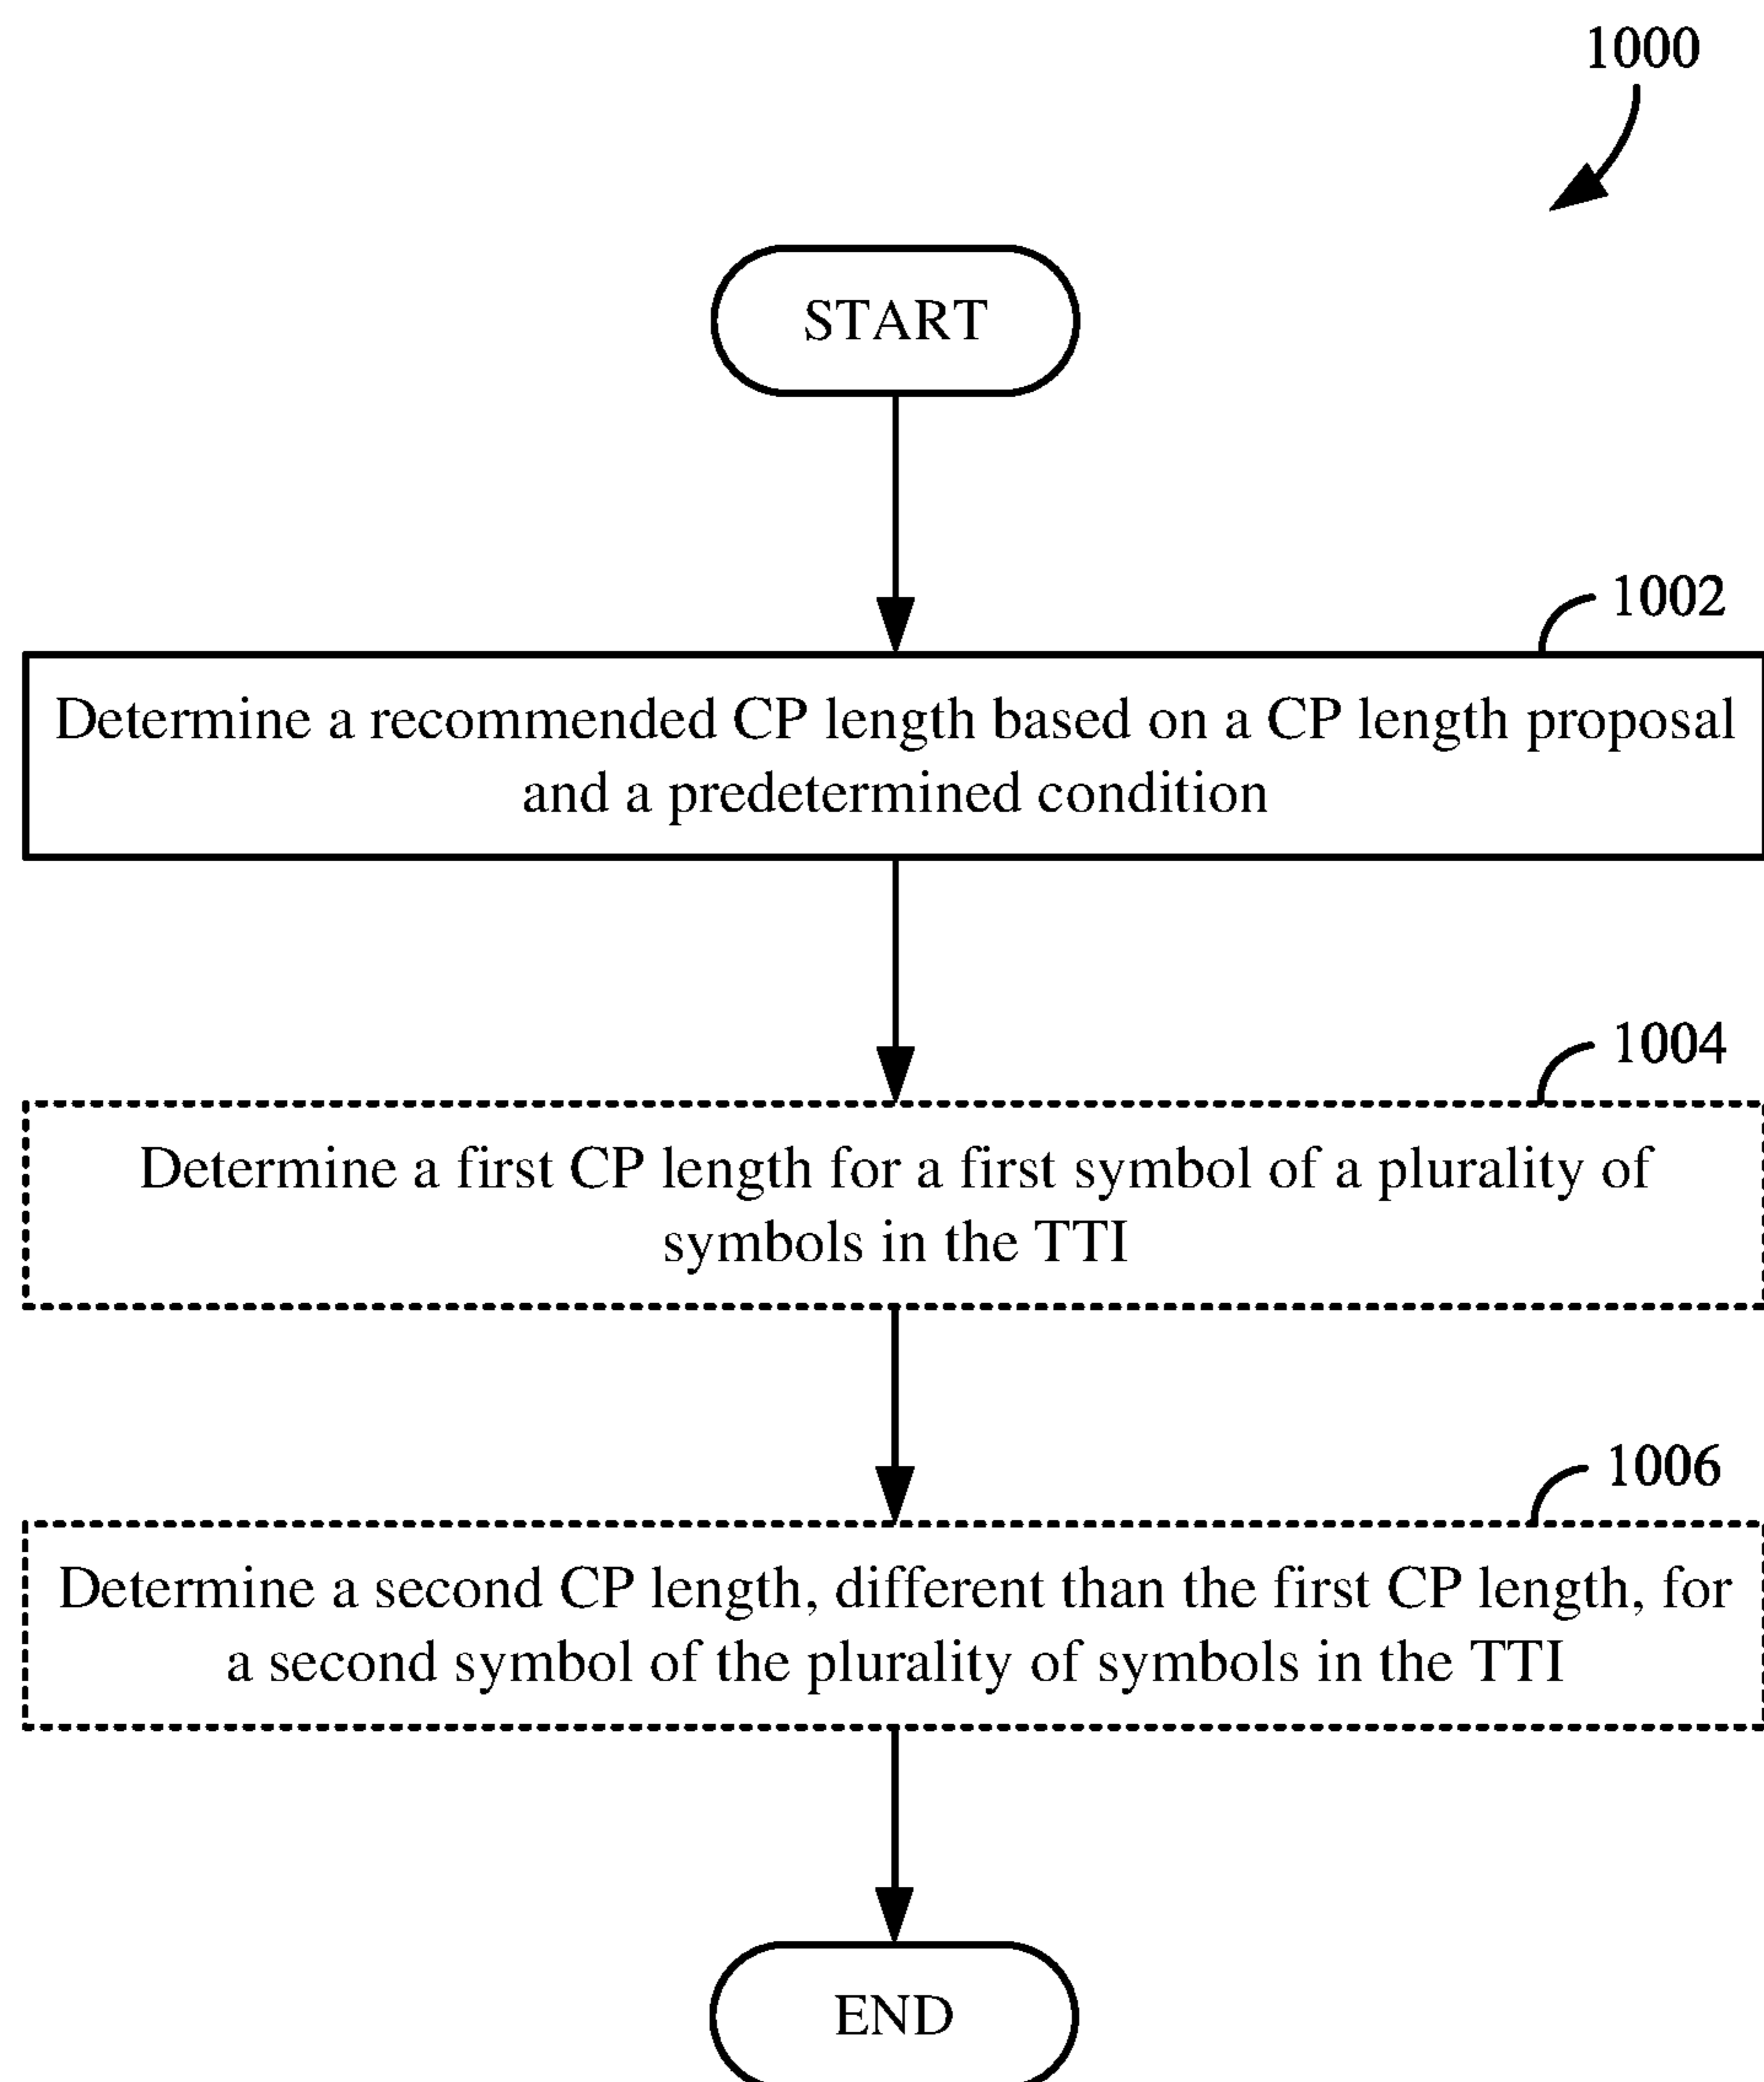 1000
START
1002
Determine a recommended CP length based on a CP length proposal
and a predetermined condition
1004
Determine a first CP length for a first symbol of a plurality of
symbols in the TTI
1006
Determine a second CP length, different than the first CP length, for
a second symbol of the plurality of symbols in the TTI
END